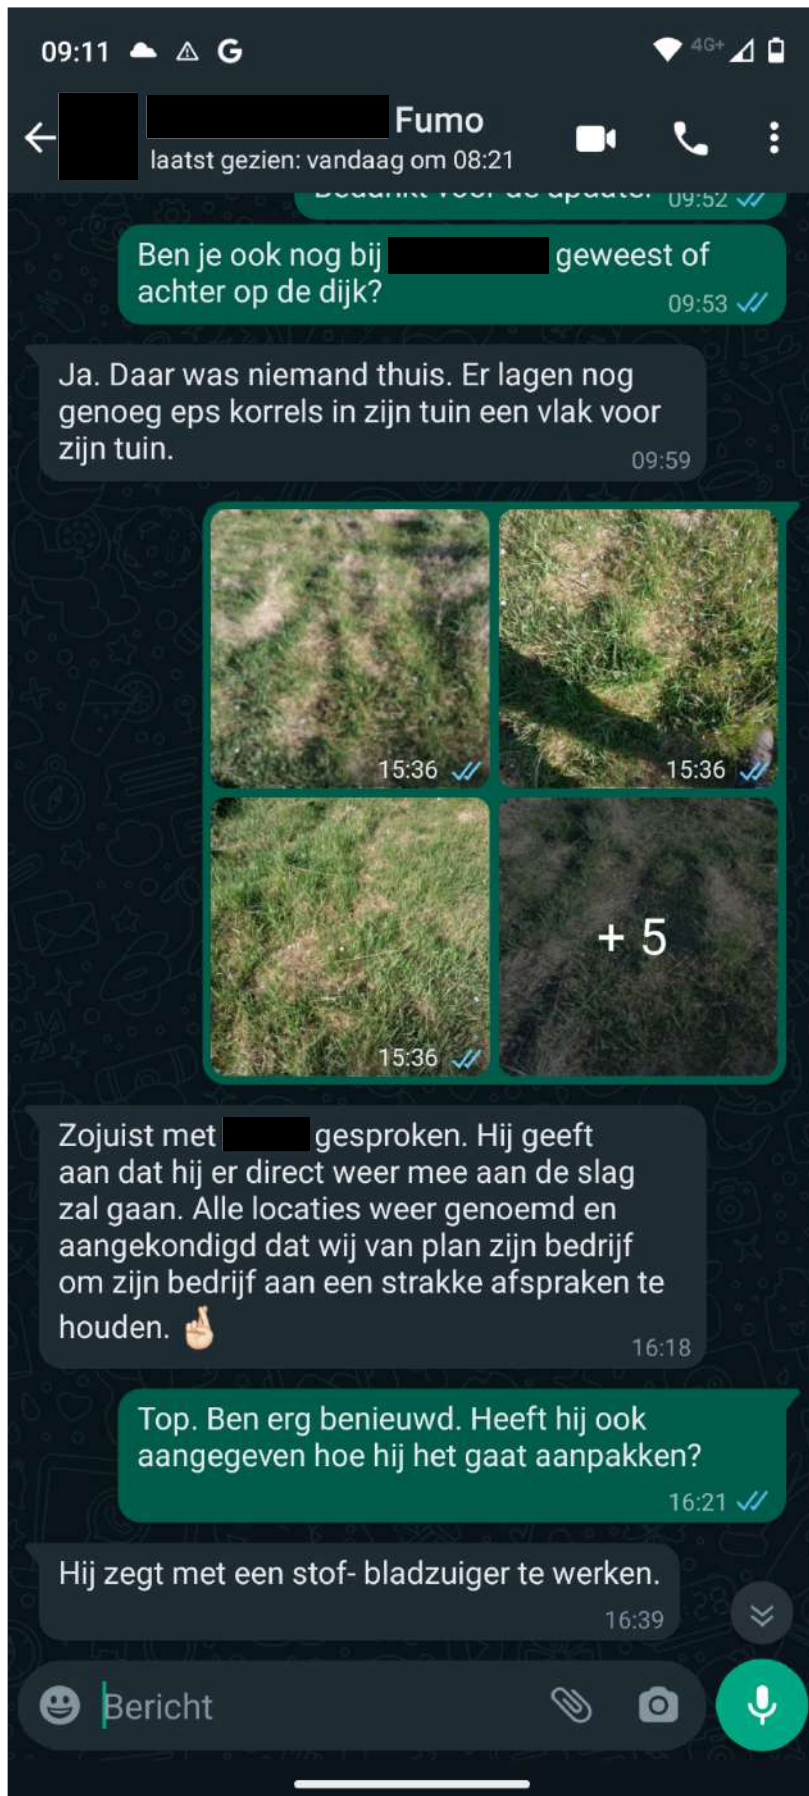 09:11
4G+
Fumo
laatst gezien: vandaag om 08:21
Bedankt voor de update. 09:52
Ben je ook nog bij geweest of
achter op de dijk?
09:53
Ja. Daar was niemand thuis. Er lagen nog
genoeg eps korrels in zijn tuin een vlak voor
zijn tuin.
09:59
15:36
15:36
15:36
+ 5
Zojuist met gesproken. Hij geeft
aan dat hij er direct weer mee aan de slag
zal gaan. Alle locaties weer genoemd en
aangekondigd dat wij van plan zijn bedrijf
om zijn bedrijf aan een strakke afspraken te
houden. 🤞🏻
16:18
Top. Ben erg benieuwd. Heeft hij ook
aangegeven hoe hij het gaat aanpakken?
16:21
Hij zegt met een stof- bladzuiger te werken.
16:39
Bericht